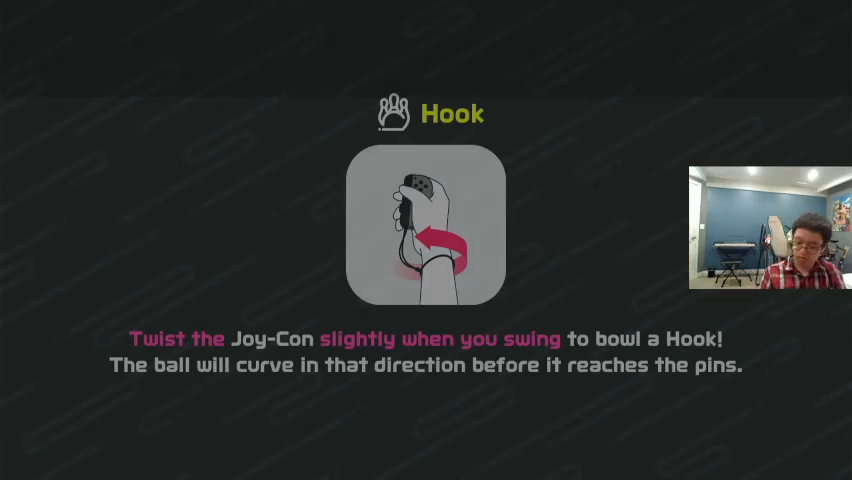 Hook
Twist the Joy-Con slightly when you swing to bowl a Hook!
The ball will curve in that direction before it reaches the pins.